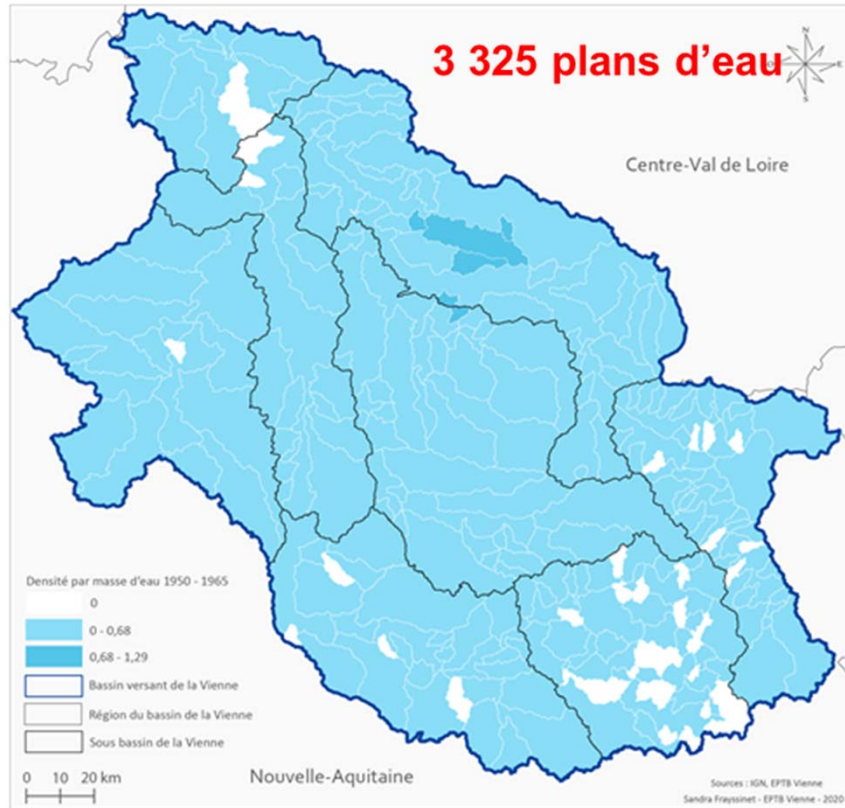 3 325 plans d'eau
N
E
S
Centre-Val de Loire
Densité par masse d'eau 1950 - 1965
0
0 - 0,68
0,68 - 1,29
Bassin versant de la Vienne
Région du bassin de la Vienne
Sous bassin de la Vienne
0 10 20 km
Nouvelle-Aquitaine
Sources : IGN, EPTB Vienne
Sandra Frayssinet - EPTB Vienne - 2020